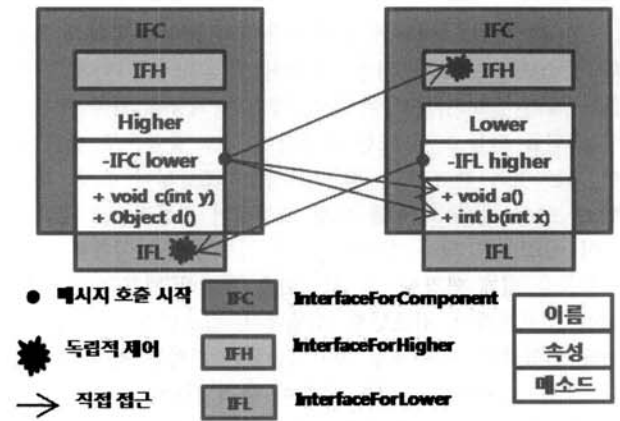 IFC
IFH
Higher
-IFC lower
+ void c(int y)
+ Object d()
IFL
IFC
IFH
Lower
-IFL higher
+ void a()
+ int b(int x)
IFL
메시지 호출 시작
IFC
InterfaceForComponent
독립적 제어
IFH
InterfaceForHigher
직접 접근
IFL
InterfaceForLower
이름
속성
메소드